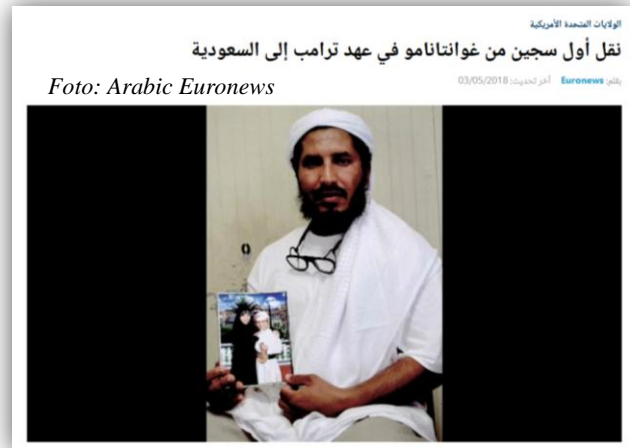 الولايات المتحدة الأمريكية
نقل أول سجين من غوانتانامو في عهد ترامب إلى السعودية
بقلم: Euronews آخر تحديث: 03/05/2018
Foto: Arabic Euronews